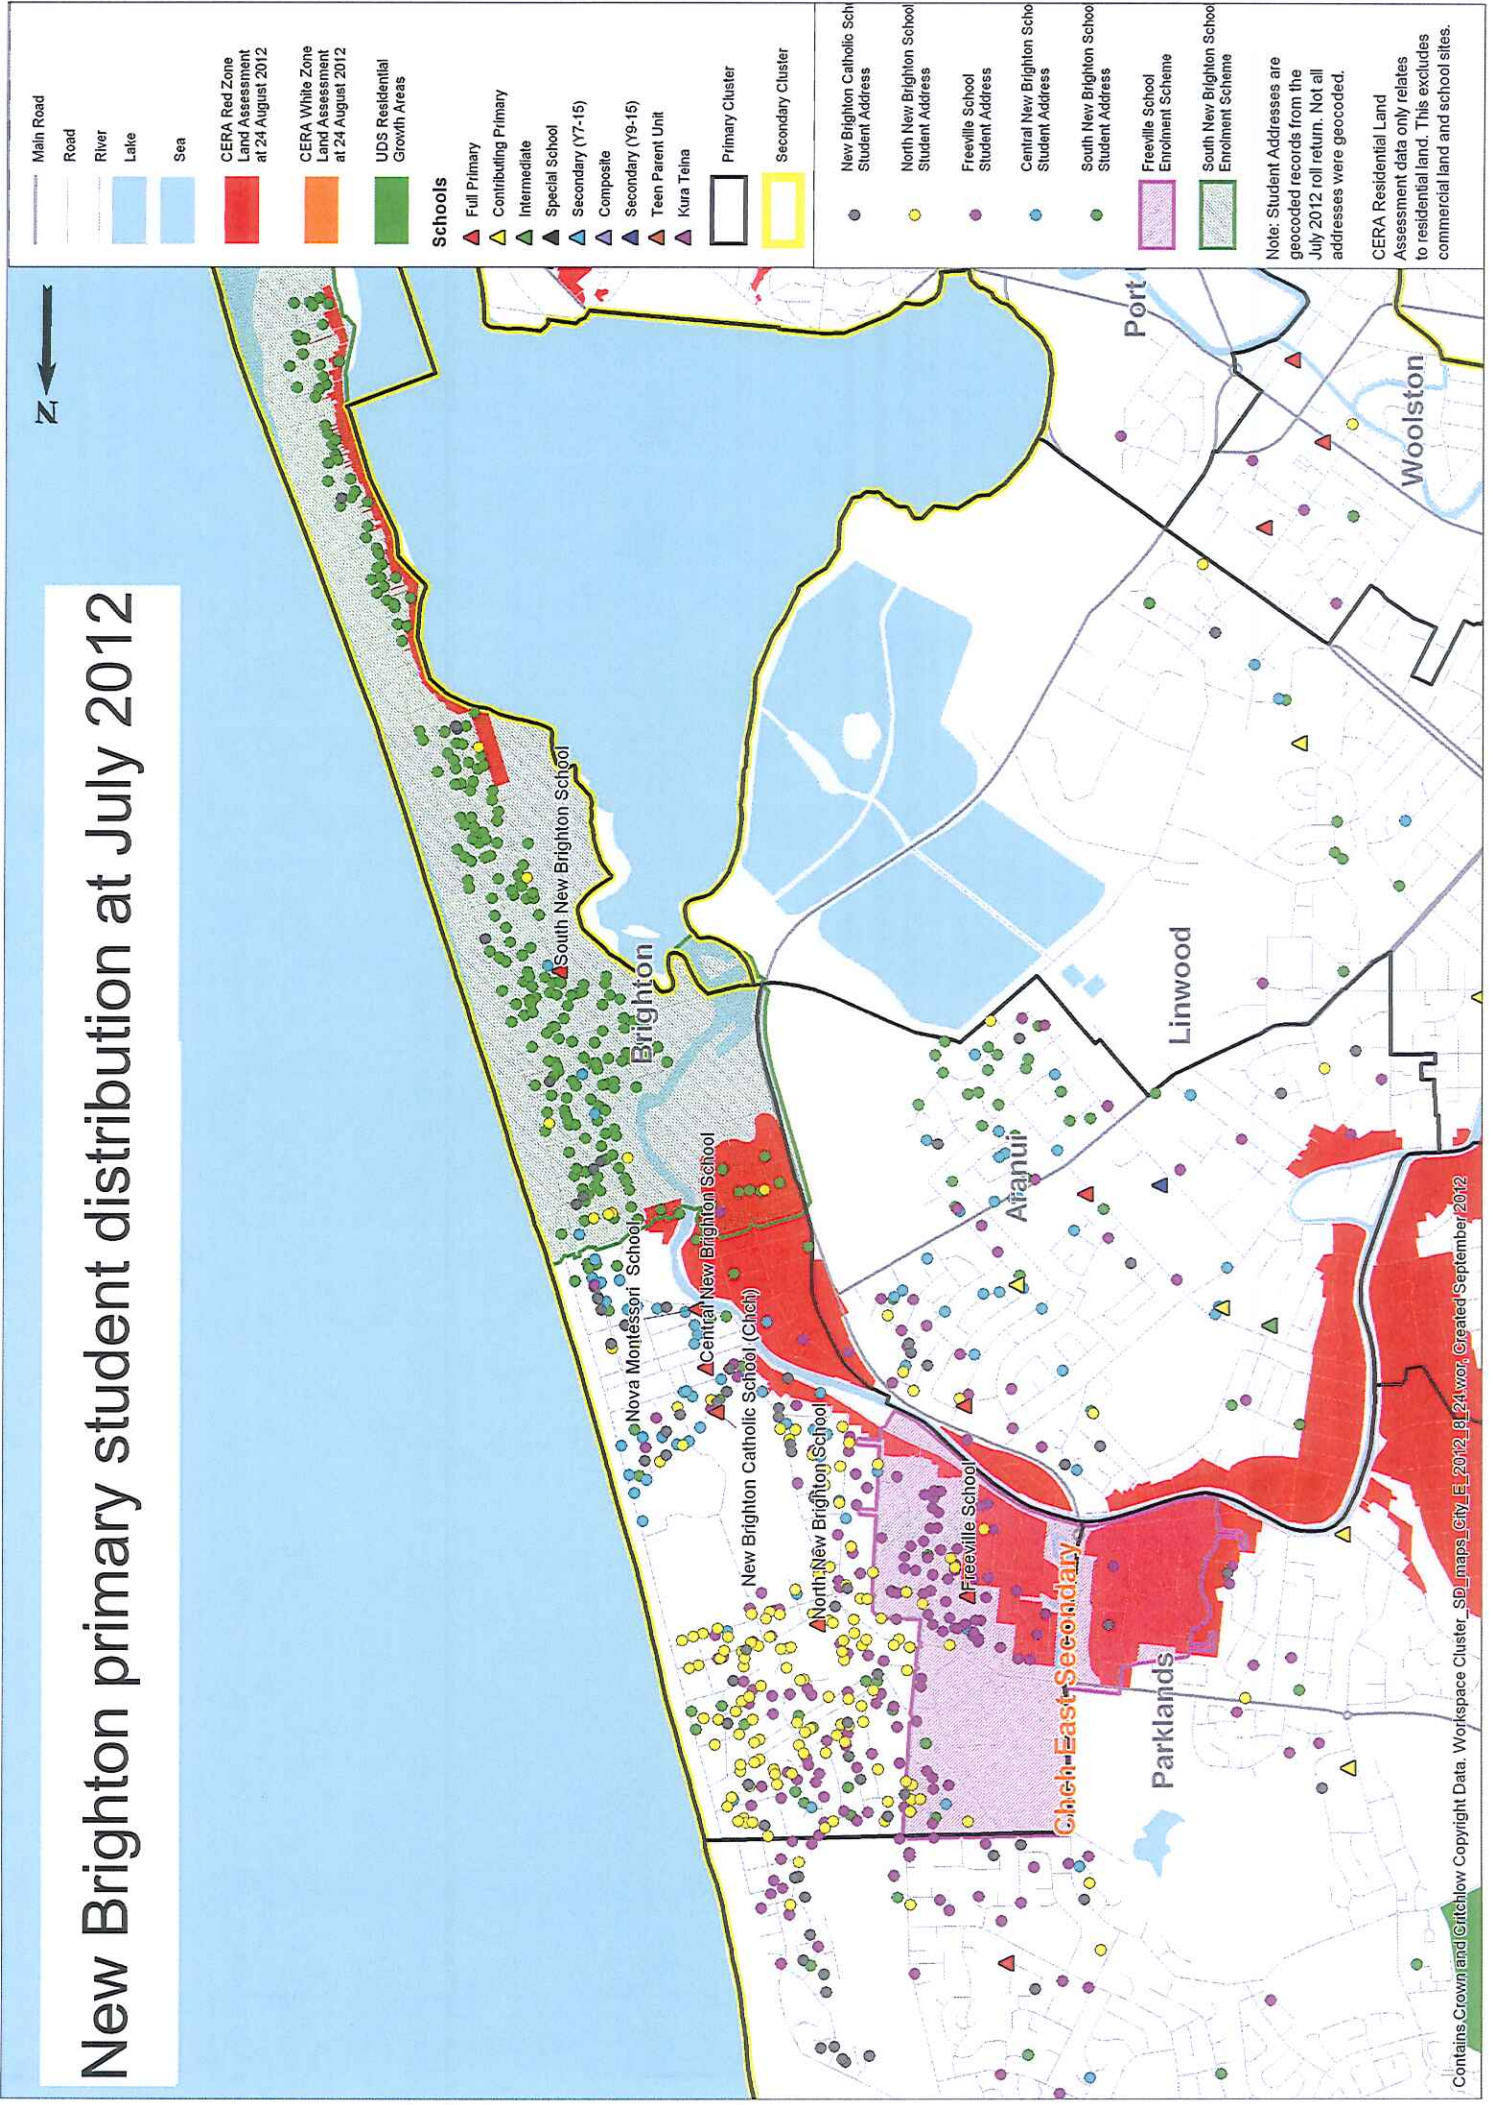 New Brighton primary student distribution at July 2012
N
Main Road
Road
River
Lake
Sea
CERA Red Zone
Land Assessment
at 24 August 2012
CERA White Zone
Land Assessment
at 24 August 2012
UDS Residential
Growth Areas
Schools
Full Primary
Contributing Primary
Intermediate
Special School
Secondary (Y7-15)
Composite
Secondary (Y9-15)
Teen Parent Unit
Kura Teina
Primary Cluster
Secondary Cluster
New Brighton Catholic Sch
Student Address
North New Brighton School
Student Address
Freeville School
Student Address
Central New Brighton Scho
Student Address
South New Brighton School
Student Address
Freeville School
Enrolment Scheme
South New Brighton Schoo
Enrolment Scheme
Note: Student Addresses are
geocoded records from the
July 2012 roll return. Not all
addresses were geocoded.
CERA Residential Land
Assessment data only relates
to residential land. This excludes
commercial land and school sites.
South New Brighton School
Brighton
Nova Montessori School
Central New Brighton School
New Brighton Catholic School (Chch)
North New Brighton School
Freeville School
Chch East Secondary
Parklands
Aranui
Linwood
Woolston
Port
Contains Crown and Critchlow Copyright Data. Workspace Cluster_SD_maps_City_E_2012_8_24.wor, Created September 2012